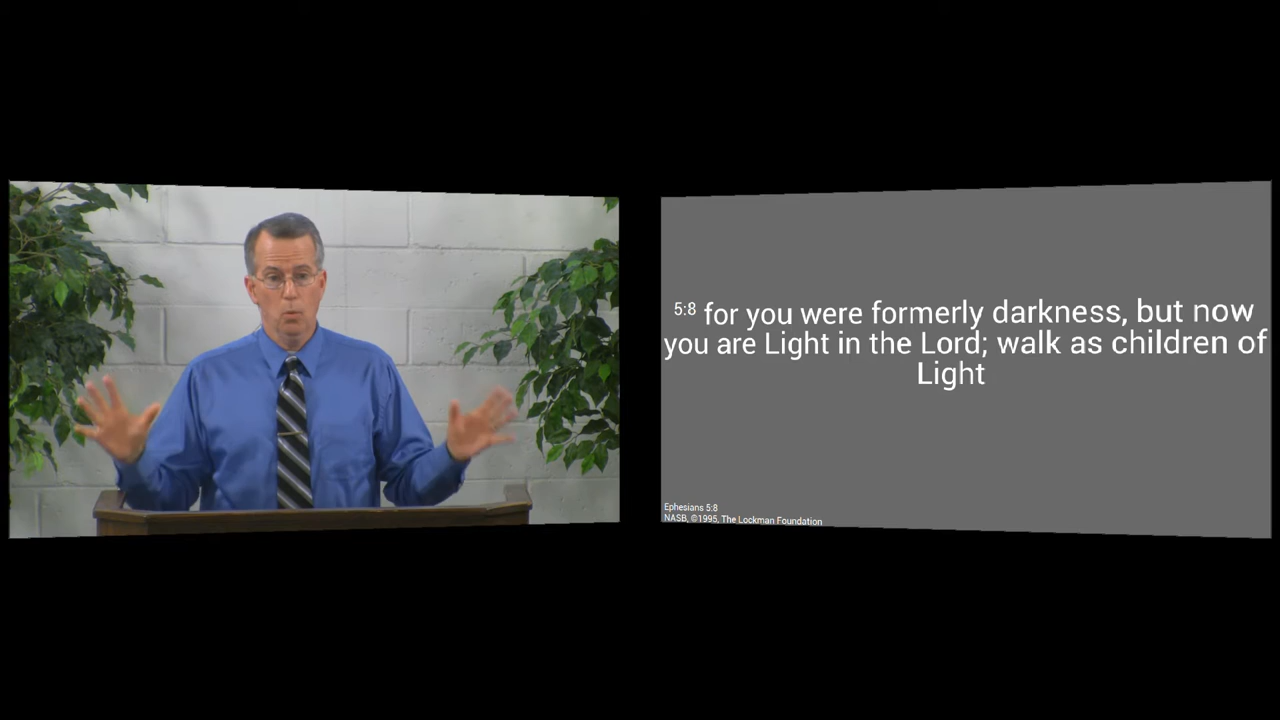 5:8 for you were formerly darkness, but now
you are Light in the Lord; walk as children of
Light
Ephesians 5:8
NASB, ©1995, The Lockman Foundation